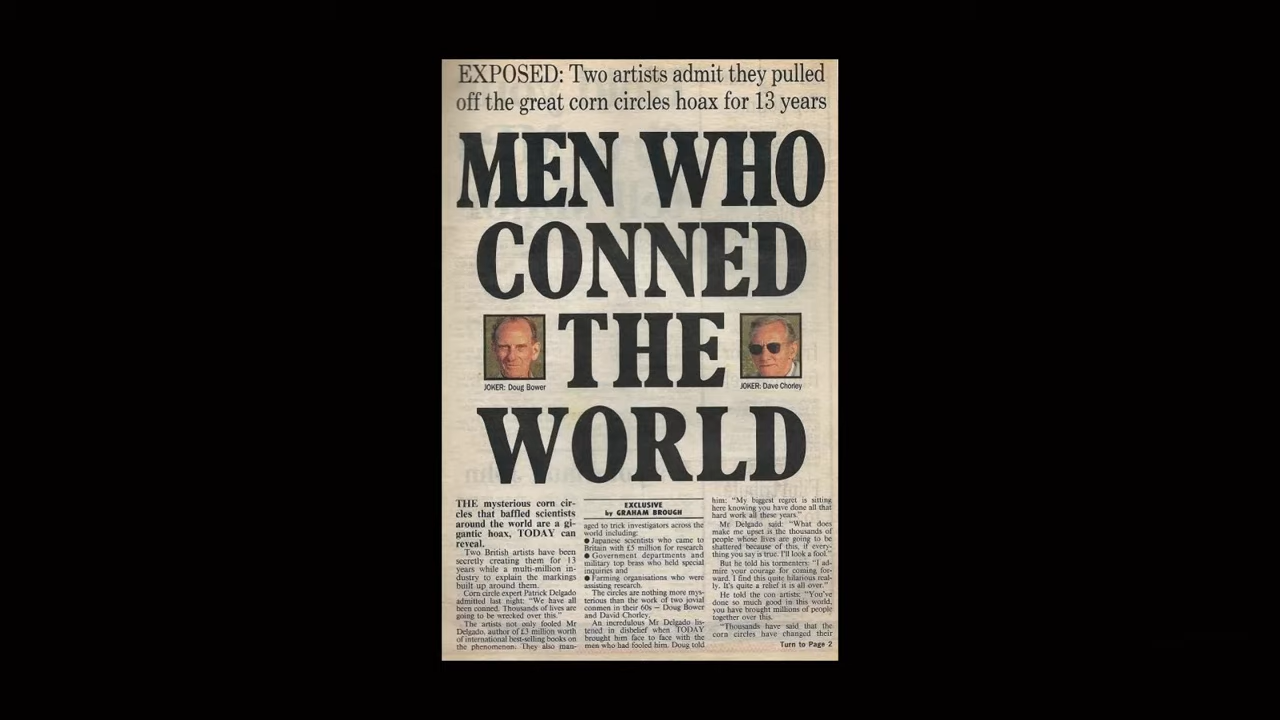 EXPOSED: Two artists admit they pulled
off the great corn circles hoax for 13 years
MEN WHO
CONNED
THE
WORLD
JOKER: Doug Bower
JOKER: Dave Chorley
THE mysterious corn cir-
cles that baffled scientists
around the world are a gi-
gantic hoax, TODAY can
reveal.
Two British artists have been
secretly creating them for 13
years while a multi-million in-
dustry to explain the markings
built up around them.
Corn circle expert Patrick Delgado
admitted last night: "We have all
been conned. Thousands of lives are
going to be wrecked over this."
The artists not only fooled Mr
Delgado, author of £3 million worth
of international best-selling books on
the phenomenon. They also man-
EXCLUSIVE
by GRAHAM BROUGH
aged to trick investigators across the
world including:
● Japanese scientists who came to
Britain with £5 million for research
● Government departments and
military top brass who held special
inquiries and
● Farming organisations who were
assisting research.
The circles are nothing more mys-
terious than the work of two jovial
conmen in their 60s — Doug Bower
and David Chorley.
An incredulous Mr Delgado lis-
tened in disbelief when TODAY
brought him face to face with the
men who had fooled him. Doug told
him: "My biggest regret is sitting
here knowing you have done all that
hard work all these years."
Mr Delgado said: "What does
make me upset is the thousands of
people whose lives are going to be
shattered because of this, if every-
thing you say is true. I'll look a fool."
But he told his tormenters: "I ad-
mire your courage for coming for-
ward. I find this quite hilarious real-
ly. It's quite a relief it is all over."
He told the con artists: "You've
done so much good in this world,
you have brought millions of people
together over this.
"Thousands have said that the
corn circles have changed their
Turn to Page 2